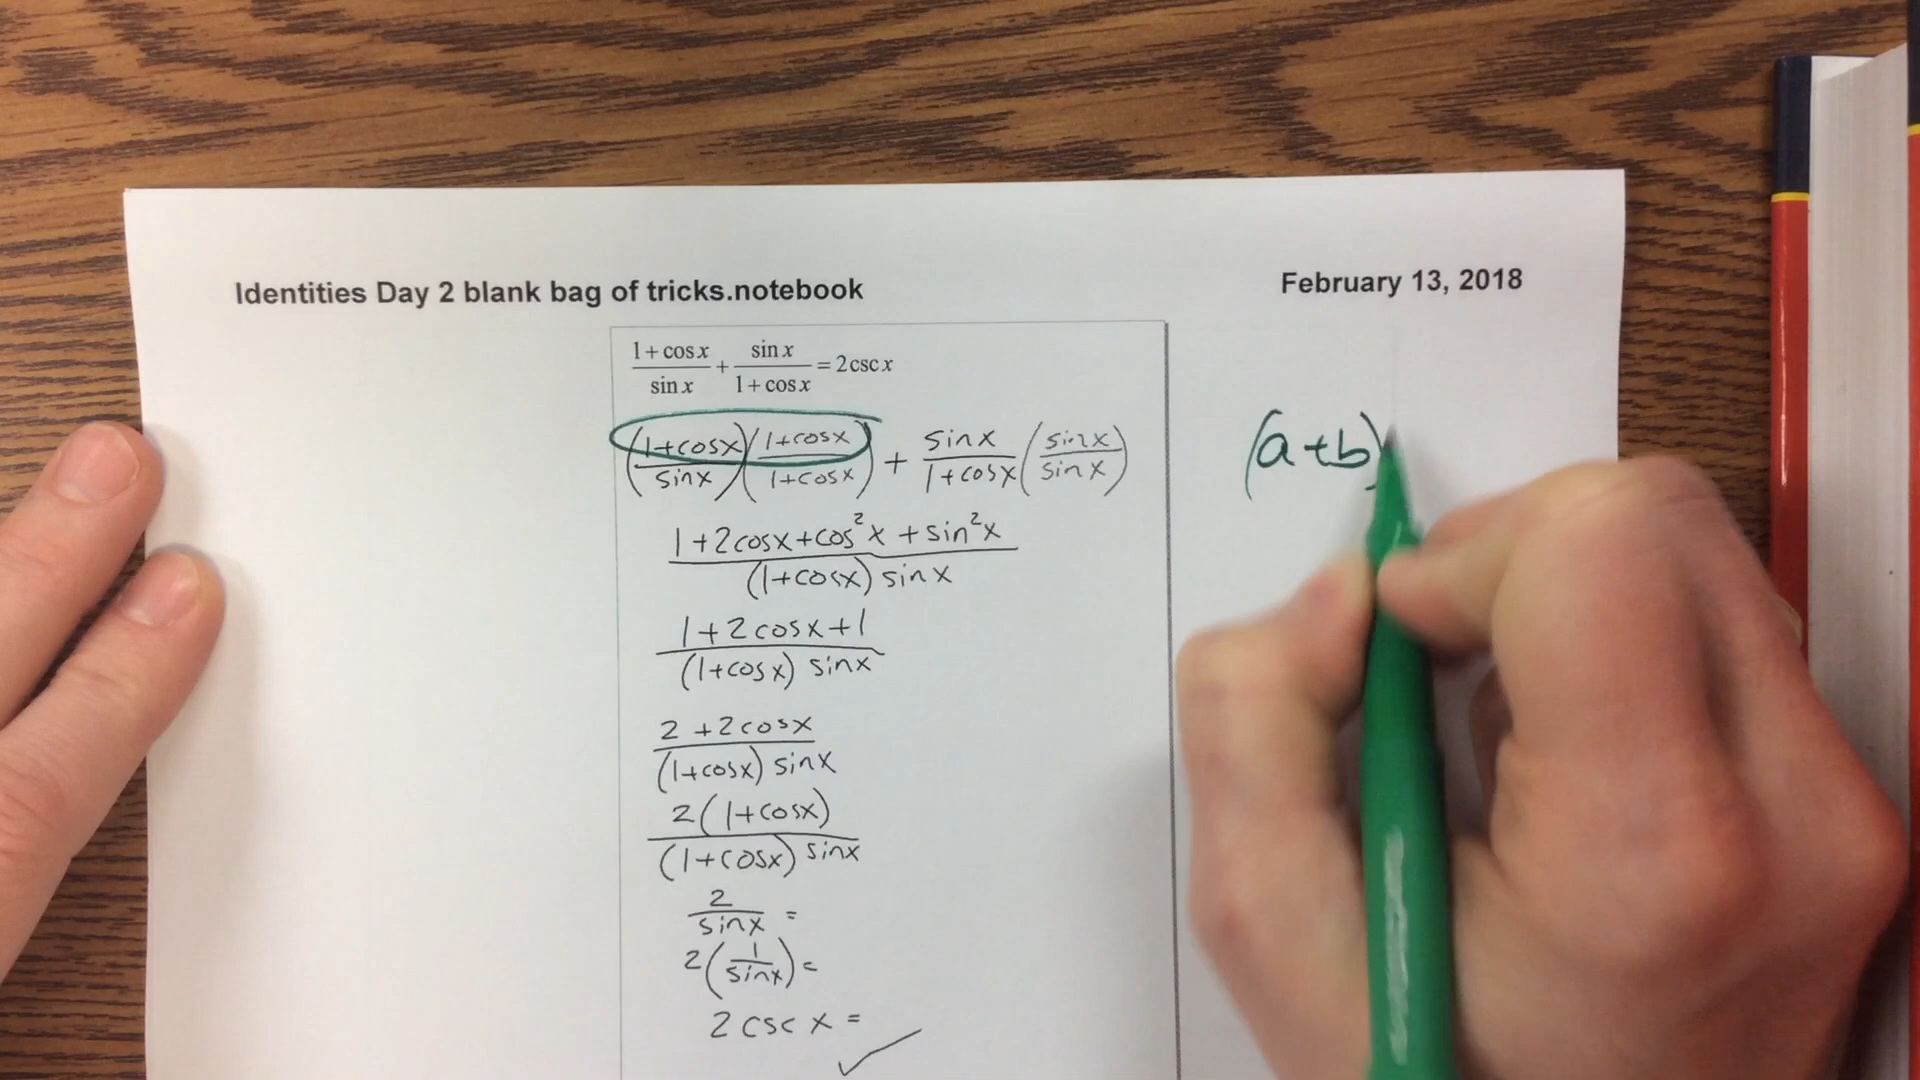 Identities Day 2 blank bag of tricks.notebook February 13, 2018
(1+cos x)/(sin x) + (sin x)/(1+cos x) = 2 csc x
((1+cosx)/(sinx))((1+cosx)/(1+cosx)) + (sinx)/(1+cosx)((sinx)/(sinx)) (a+b)
(1+2cosx+cos²x+sin²x)/((1+cosx) sinx)
(1+2cosx+1)/((1+cosx) sinx)
(2+2cosx)/((1+cosx) sinx)
(2(1+cosx))/((1+cosx) sinx)
2/(sinx) =
2(1/(sinx)) =
2 csc x =